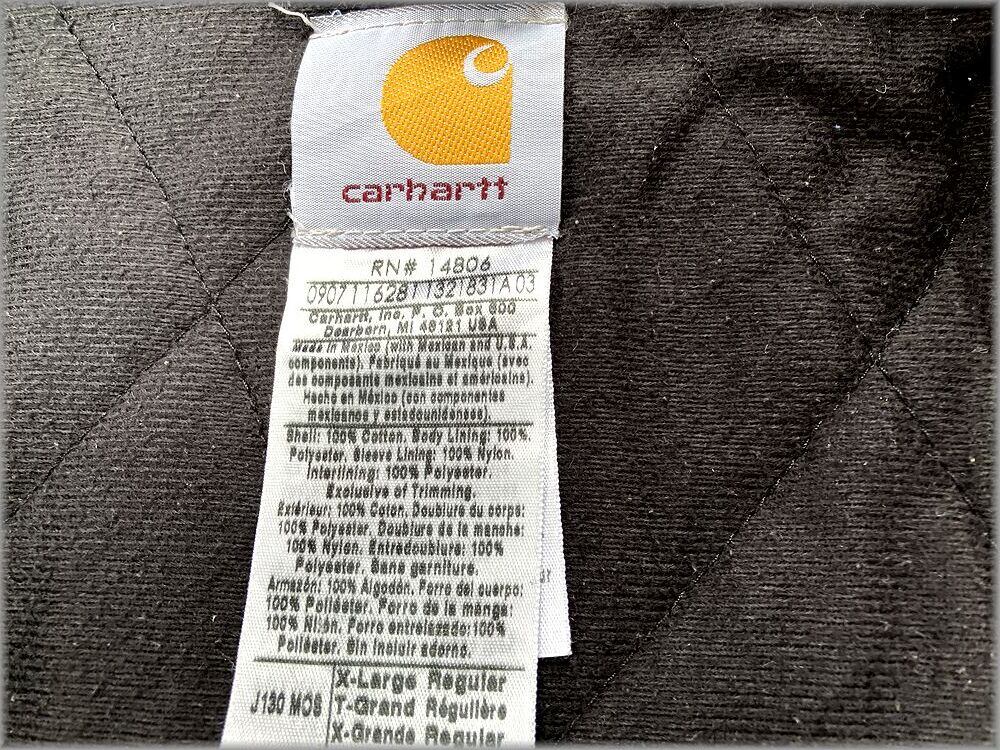 carhartt
RN# 14806
0907116281132l831A03
Carhartt, Inc. P. O. Box 600
Dearborn, MI 48121 USA
Made in Mexico (with Mexican and U.S.A.
components). Fabriqué au Mexique (avec
des composants mexicains et américains).
Hecho en México (con componentes
mexicanos y estadounidenses).
Shell: 100% Cotton. Body Lining: 100%
Polyester. Sleeve Lining: 100% Nylon.
Interlining: 100% Polyester.
Exclusive of Trimming.
Extérieur: 100% Coton. Doublure du corps:
100% Polyester. Doublure de la manche:
100% Nylon. Entredoublure: 100%
Polyester. Sans garniture.
Armazón: 100% Algodón. Forro del cuerpo:
100% Poliéster. Forro de la manga:
100% Nilón. Forro entrelazado: 100%
Poliéster. Sin incluir adorno.
J130 MOS
X-Large Regular
T-Grand Régulière
X-Grande Regular